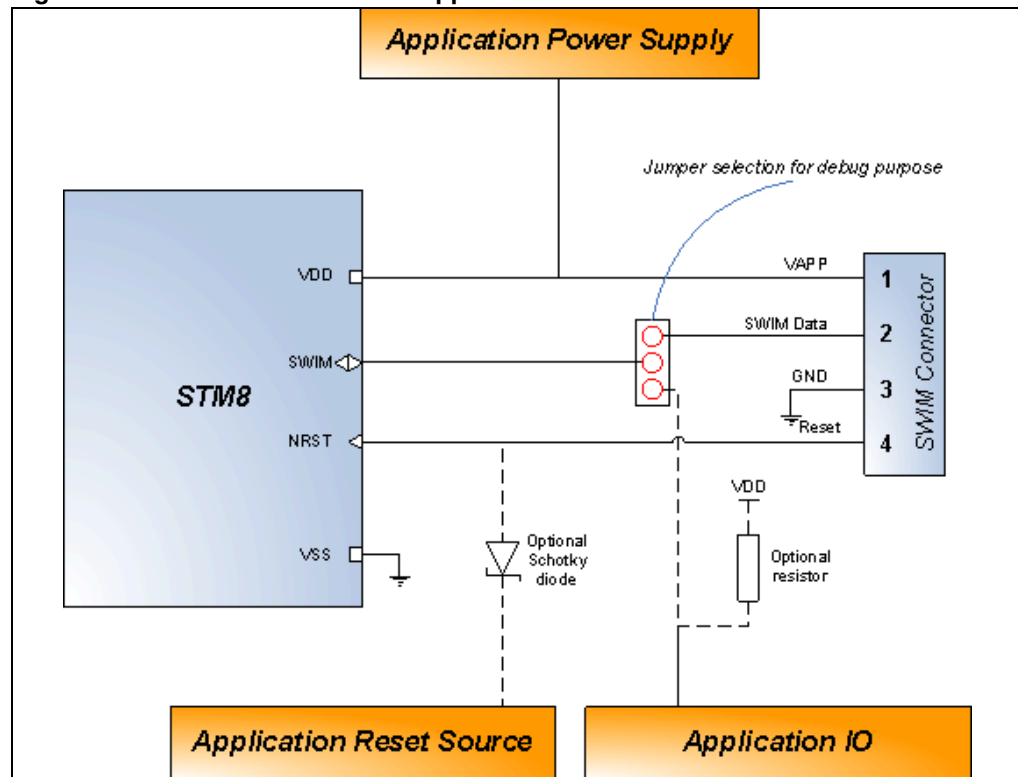 Application Power Supply
Jumper selection for debug purpose
VDD
VAPP
1
SWIM Data
2
SWIM
GND
3
STM8
SWIM Connector
NRST
Reset
4
VDD
VSS
Optional
Schotky
diode
Optional
resistor
Application Reset Source
Application IO